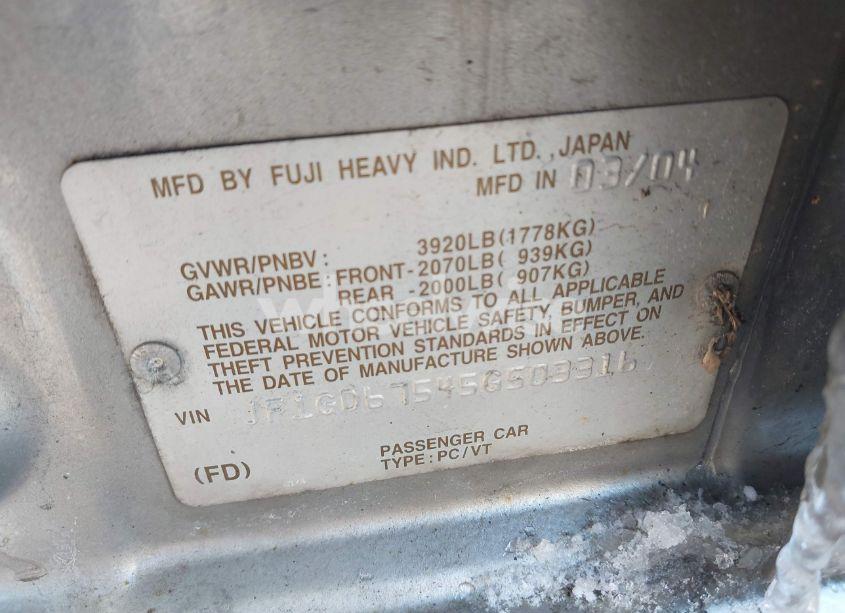 MFD BY FUJI HEAVY IND. LTD., JAPAN
MFD IN 03/04
GVWR/PNBV: 3920LB(1778KG)
GAWR/PNBE: FRONT-2070LB( 939KG)
REAR -2000LB( 907KG)
THIS VEHICLE CONFORMS TO ALL APPLICABLE
FEDERAL MOTOR VEHICLE SAFETY, BUMPER, AND
THEFT PREVENTION STANDARDS IN EFFECT ON
THE DATE OF MANUFACTURE SHOWN ABOVE.
VIN
PASSENGER CAR
(FD) TYPE: PC/VT